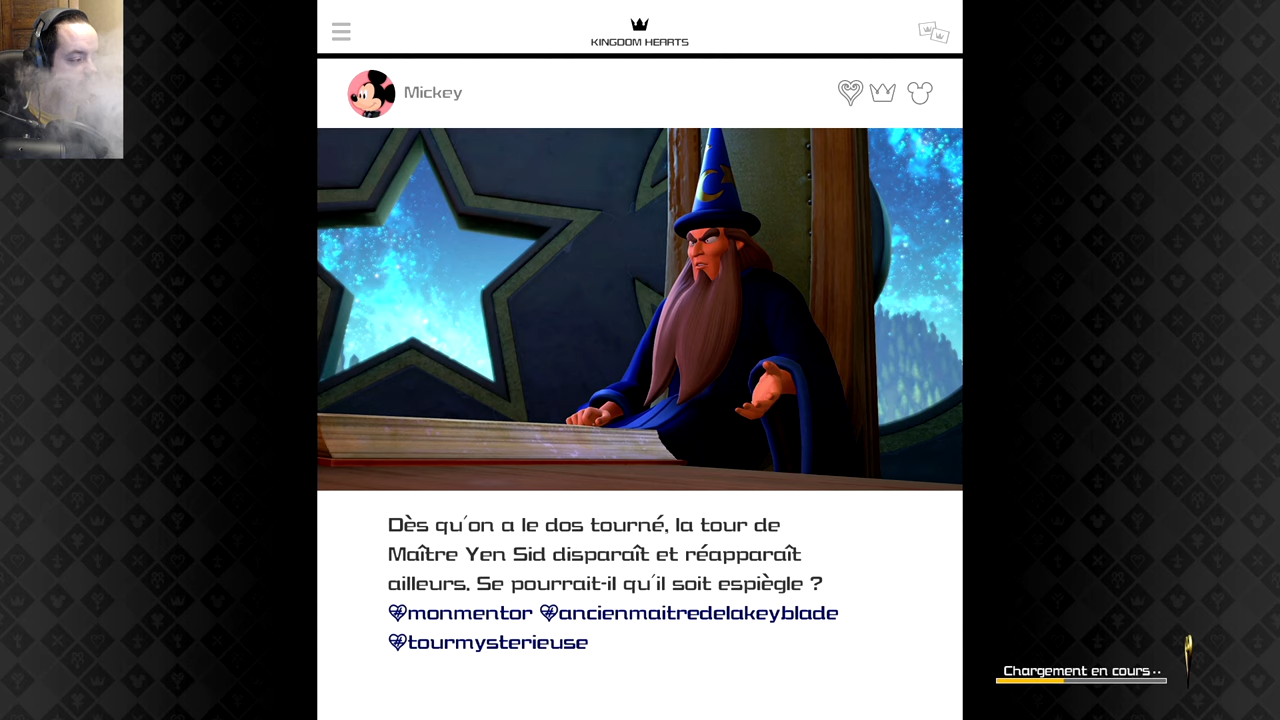 KINGDOM HEARTS
Mickey
Dès qu'on a le dos tourné, la tour de
Maître Yen Sid disparaît et réapparaît
ailleurs. Se pourrait-il qu'il soit espiègle ?
#monmentor #ancienmaitredelakeyblade
#tourmysterieuse
Chargement en cours..